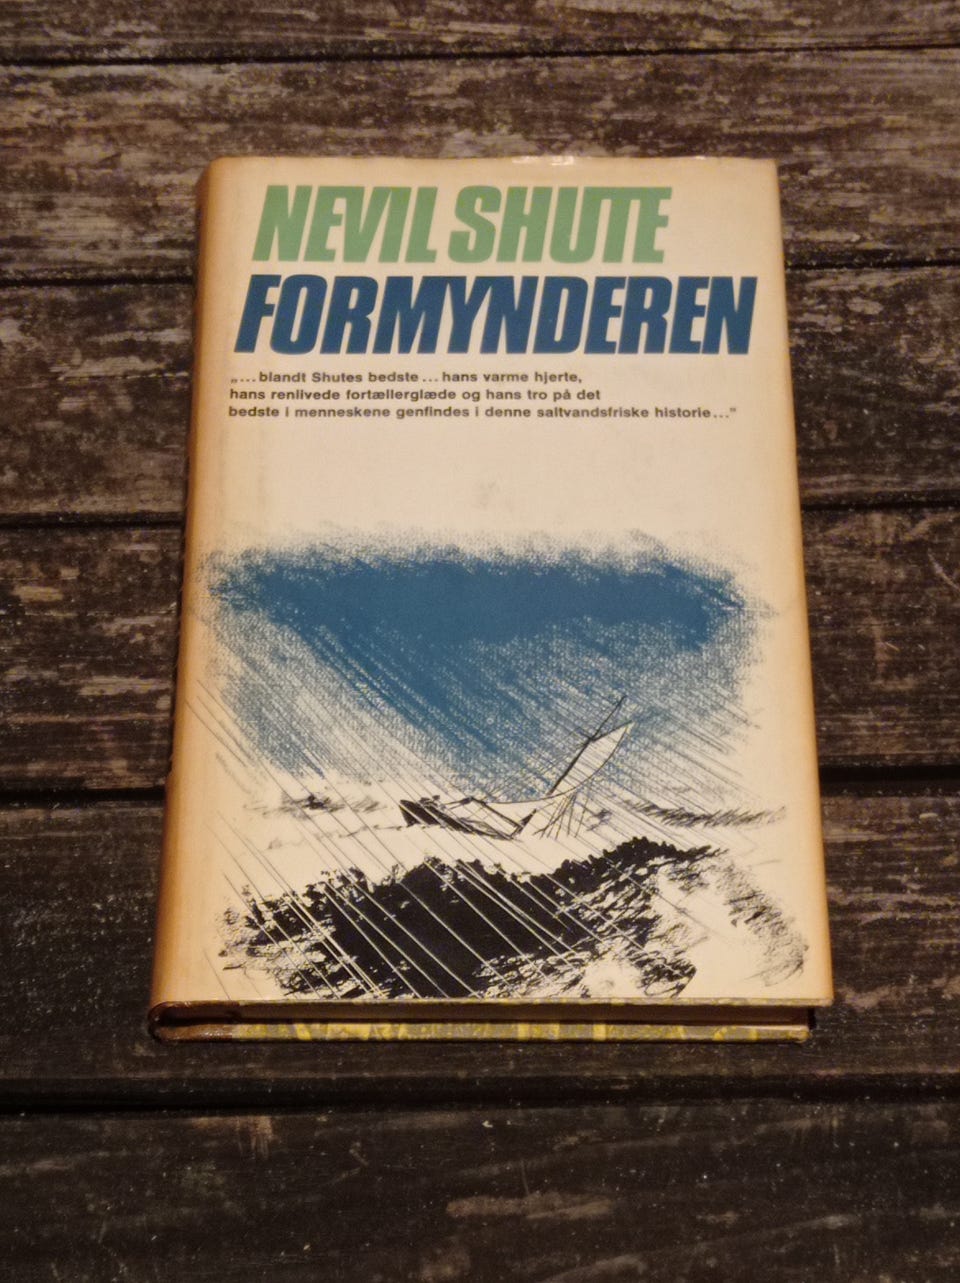 NEVIL SHUTE
FORMYNDEREN
„... blandt Shutes bedste ... hans varme hjerte,
hans renlivede fortællerglæde og hans tro på det
bedste i menneskene genfindes i denne saltvandsfriske historie ..."